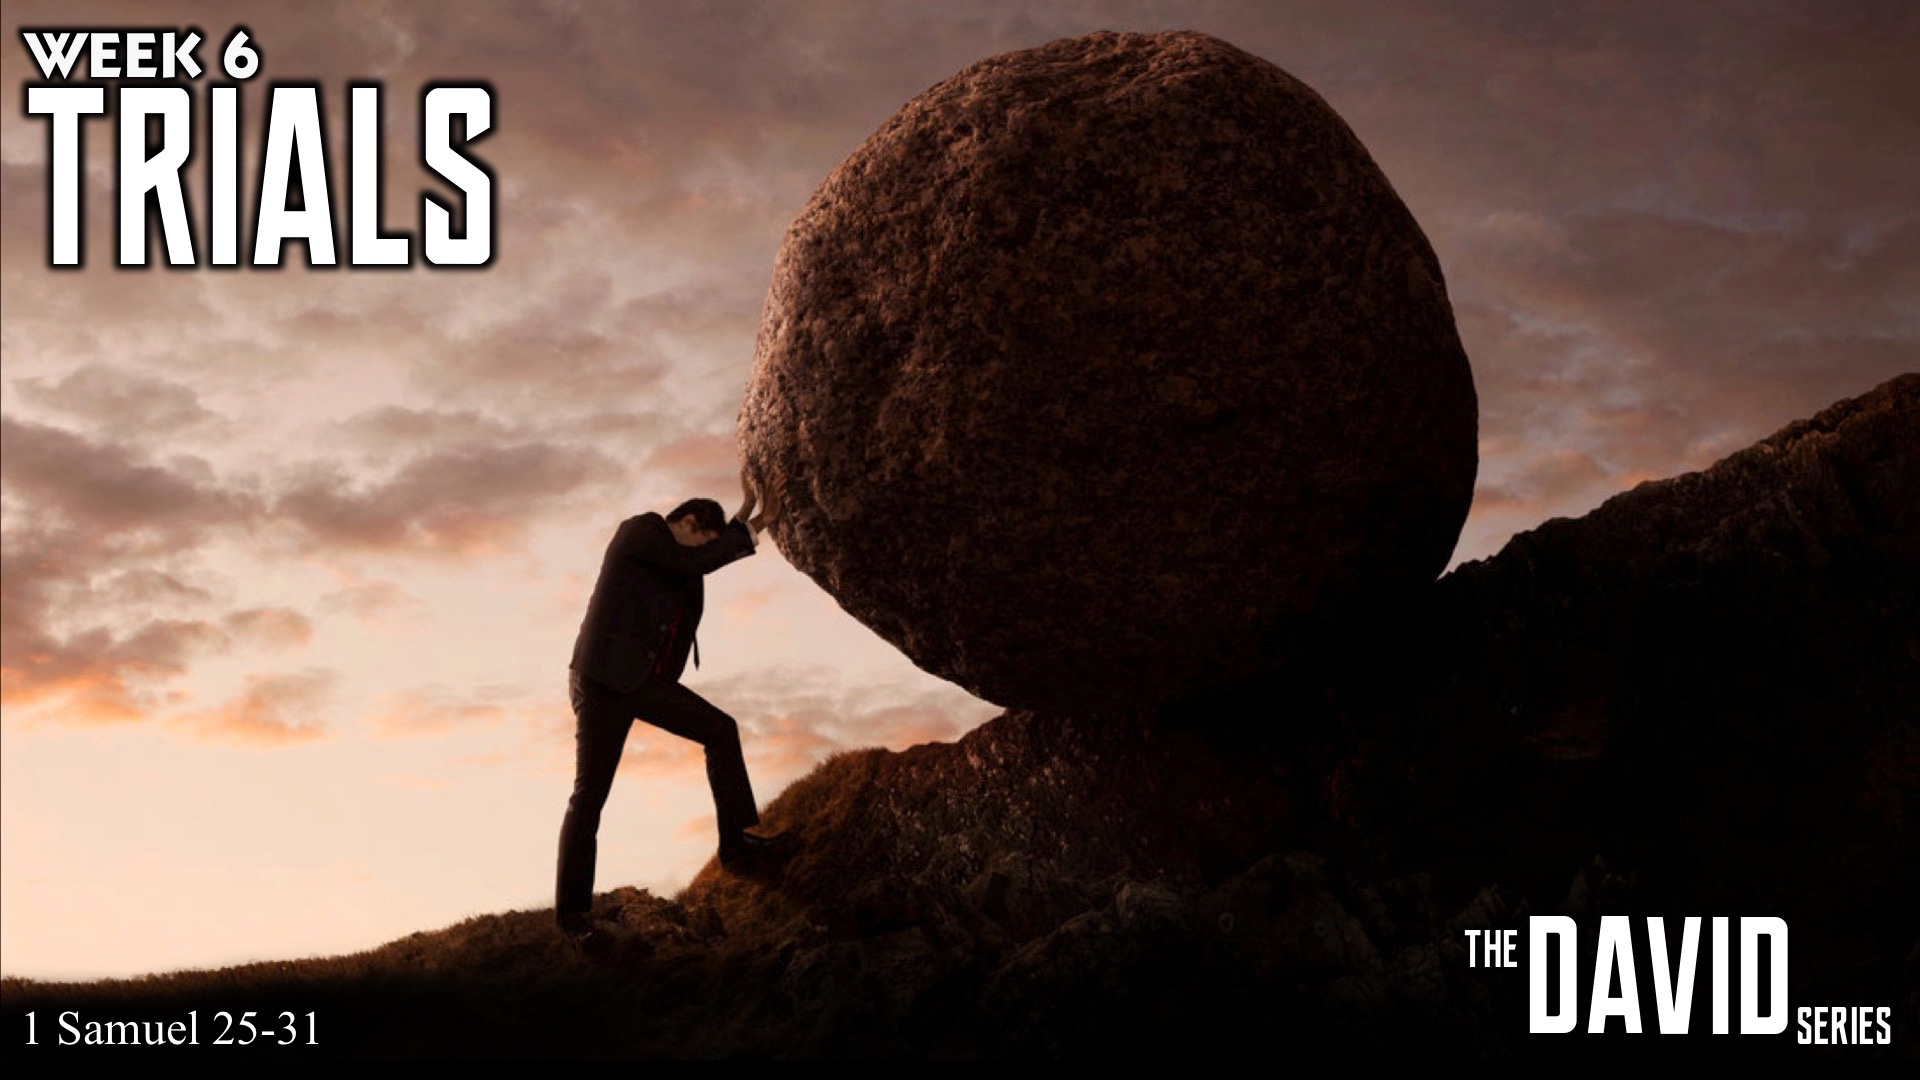 WEEK 6
TRIALS
1 Samuel 25-31
THE DAVID SERIES